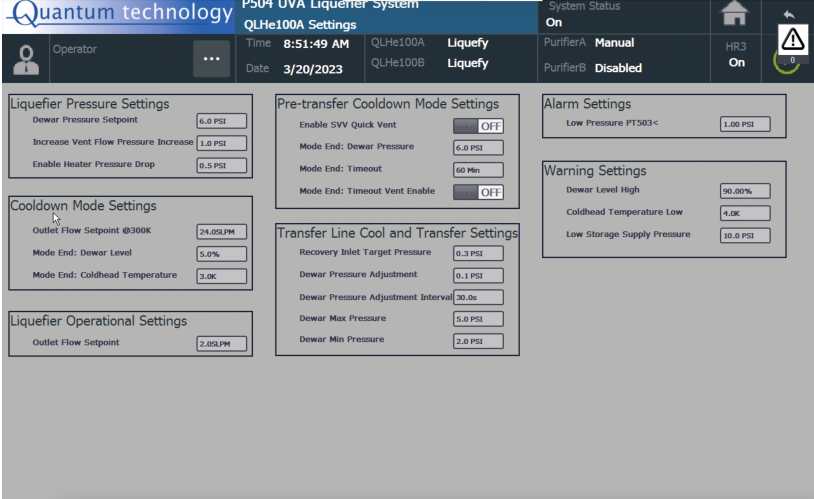 Quantum technology
P504 UVA Liquefier System
QLHe100A Settings
System Status
On
Operator
...
Time 8:51:49 AM
Date 3/20/2023
QLHe100A Liquefy
QLHe100B Liquefy
PurifierA Manual
PurifierB Disabled
HR3
On
0
Liquefier Pressure Settings
Dewar Pressure Setpoint 6.0 PSI
Increase Vent Flow Pressure Increase 1.0 PSI
Enable Heater Pressure Drop 0.5 PSI
Cooldown Mode Settings
Outlet Flow Setpoint @300K 24.0SLPM
Mode End: Dewar Level 5.0%
Mode End: Coldhead Temperature 3.0K
Liquefier Operational Settings
Outlet Flow Setpoint 2.0SLPM
Pre-transfer Cooldown Mode Settings
Enable SVV Quick Vent OFF
Mode End: Dewar Pressure 6.0 PSI
Mode End: Timeout 60 Min
Mode End: Timeout Vent Enable OFF
Transfer Line Cool and Transfer Settings
Recovery Inlet Target Pressure 0.3 PSI
Dewar Pressure Adjustment 0.1 PSI
Dewar Pressure Adjustment Interval 30.0s
Dewar Max Pressure 5.0 PSI
Dewar Min Pressure 2.0 PSI
Alarm Settings
Low Pressure PT503< 1.00 PSI
Warning Settings
Dewar Level High 90.00%
Coldhead Temperature Low 4.0K
Low Storage Supply Pressure 10.0 PSI